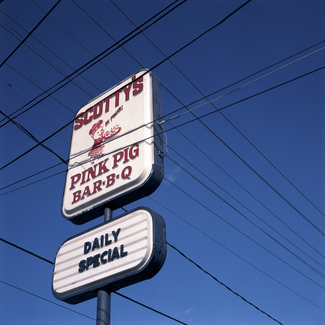 SCOTTY'S
PINK PIG
BAR-B-Q
DAILY
SPECIAL